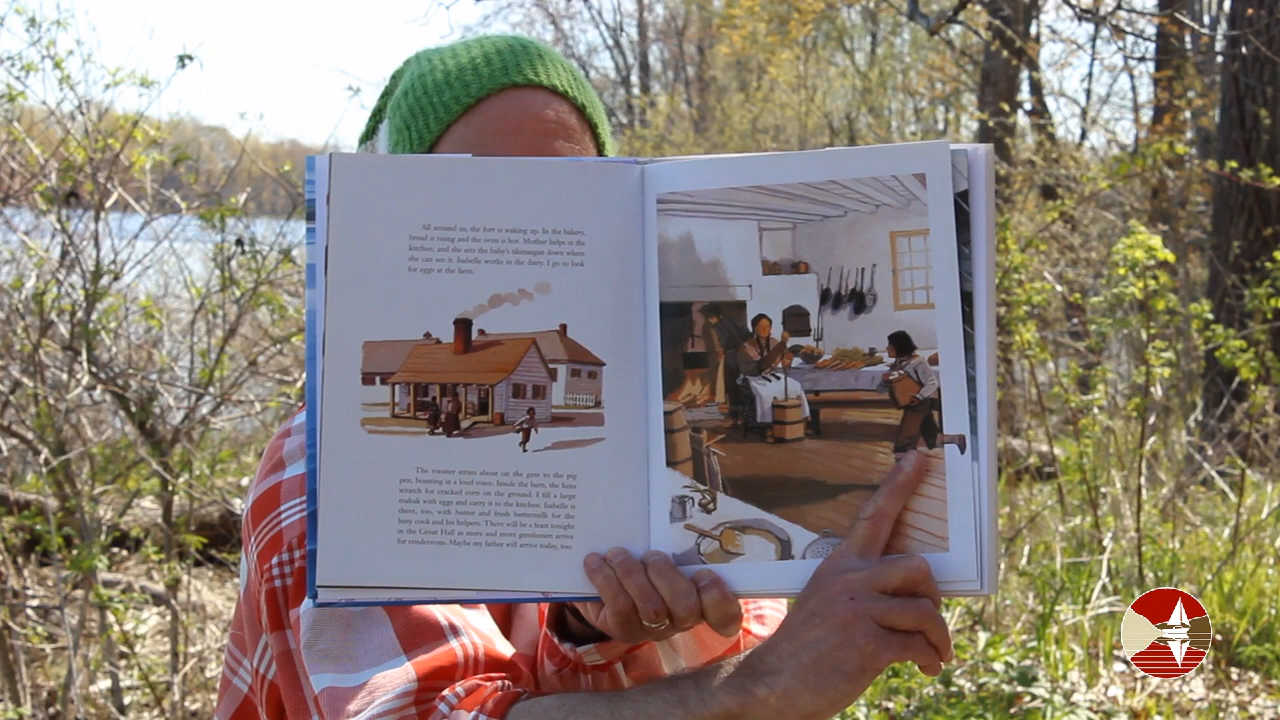 All around us, the fort is waking up. In the bakery,
bread is rising and the oven is hot. Mother helps in the
kitchen, and she sets the baby's tikinaagan down where
she can see it. Isabelle works in the dairy. I go to look
for eggs at the farm.
The rooster struts about on the gate to the pig
pen, boasting in a loud voice. Inside the barn, the hens
scratch for cracked corn on the ground. I fill a large
makuk with eggs and carry it to the kitchen. Isabelle is
there, too, with butter and fresh buttermilk for the
busy cook and his helpers. There will be a feast tonight
in the Great Hall as more and more gentlemen arrive
for rendezvous. Maybe my father will arrive today, too.